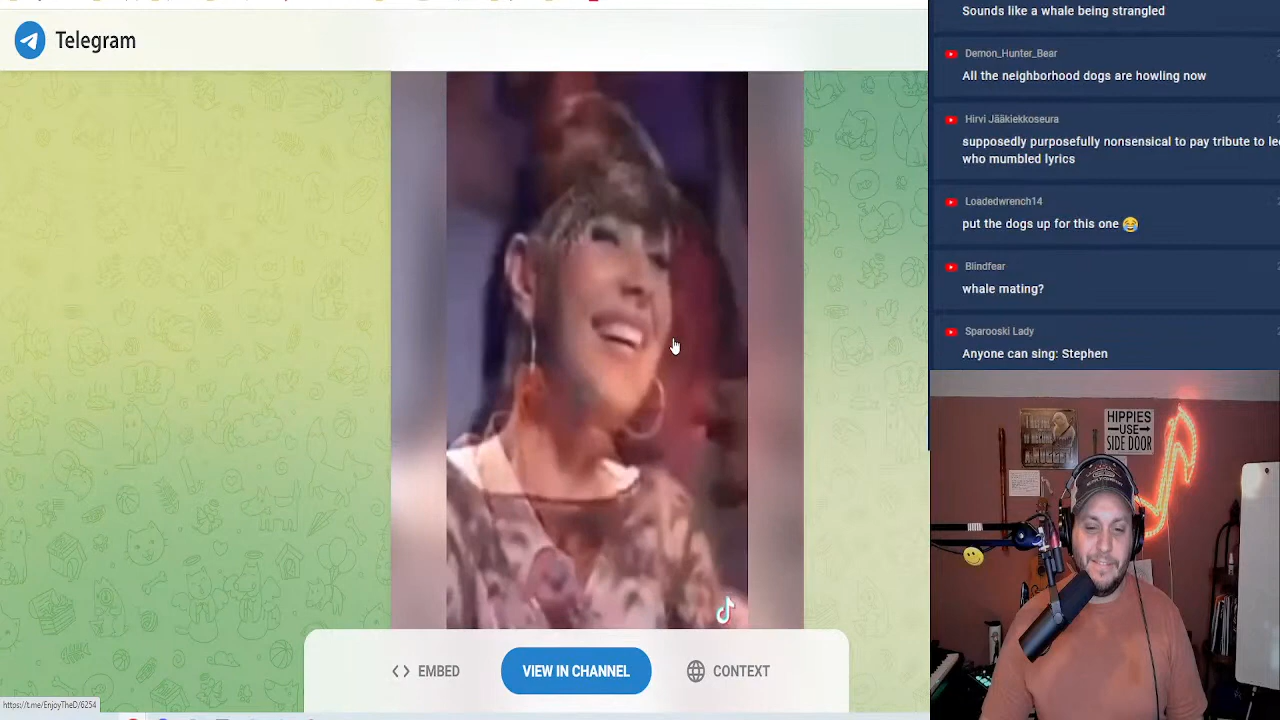 Telegram
EMBED
VIEW IN CHANNEL
CONTEXT
https://t.me/EnjoyTheD/6254
Sounds like a whale being strangled
Demon_Hunter_Bear
All the neighborhood dogs are howling now
Hirvi Jääkiekkoseura
supposedly purposefully nonsensical to pay tribute to
who mumbled lyrics
Loadedwrench14
put the dogs up for this one 😂
Blindfear
whale mating?
Sparooski Lady
Anyone can sing: Stephen
HIPPIES
USE
SIDE DOOR